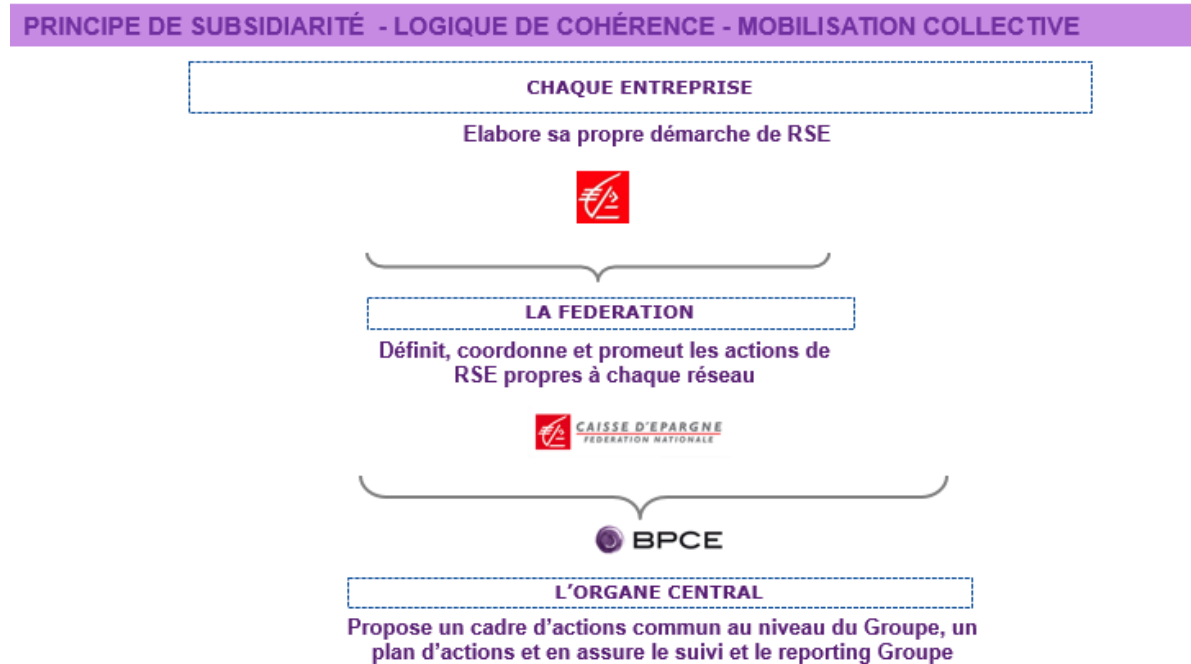 PRINCIPE DE SUBSIDIARITÉ - LOGIQUE DE COHÉRENCE - MOBILISATION COLLECTIVE
CHAQUE ENTREPRISE
Elabore sa propre démarche de RSE
LA FEDERATION
Définit, coordonne et promeut les actions de
RSE propres à chaque réseau
CAISSE D'EPARGNE
FEDERATION NATIONALE
BPCE
L'ORGANE CENTRAL
Propose un cadre d'actions commun au niveau du Groupe, un
plan d'actions et en assure le suivi et le reporting Groupe